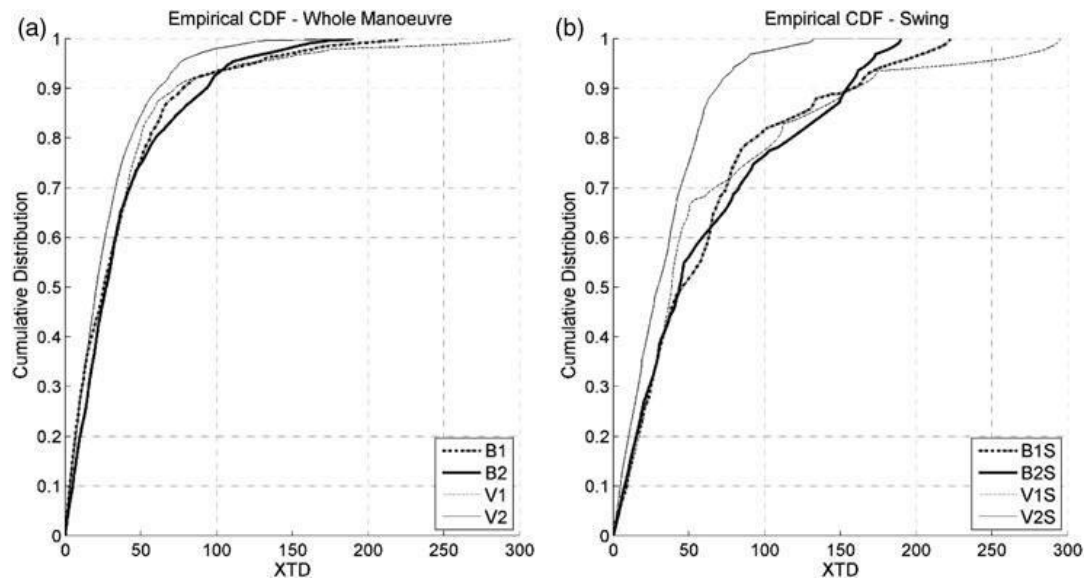 (a)
Empirical CDF - Whole Manoeuvre
Cumulative Distribution
1
0.9
0.8
0.7
0.6
0.5
0.4
0.3
0.2
0.1
0
0 50 100 150 200 250 300
XTD
B1
B2
V1
V2
(b)
Empirical CDF - Swing
Cumulative Distribution
1
0.9
0.8
0.7
0.6
0.5
0.4
0.3
0.2
0.1
0
0 50 100 150 200 250 300
XTD
B1S
B2S
V1S
V2S